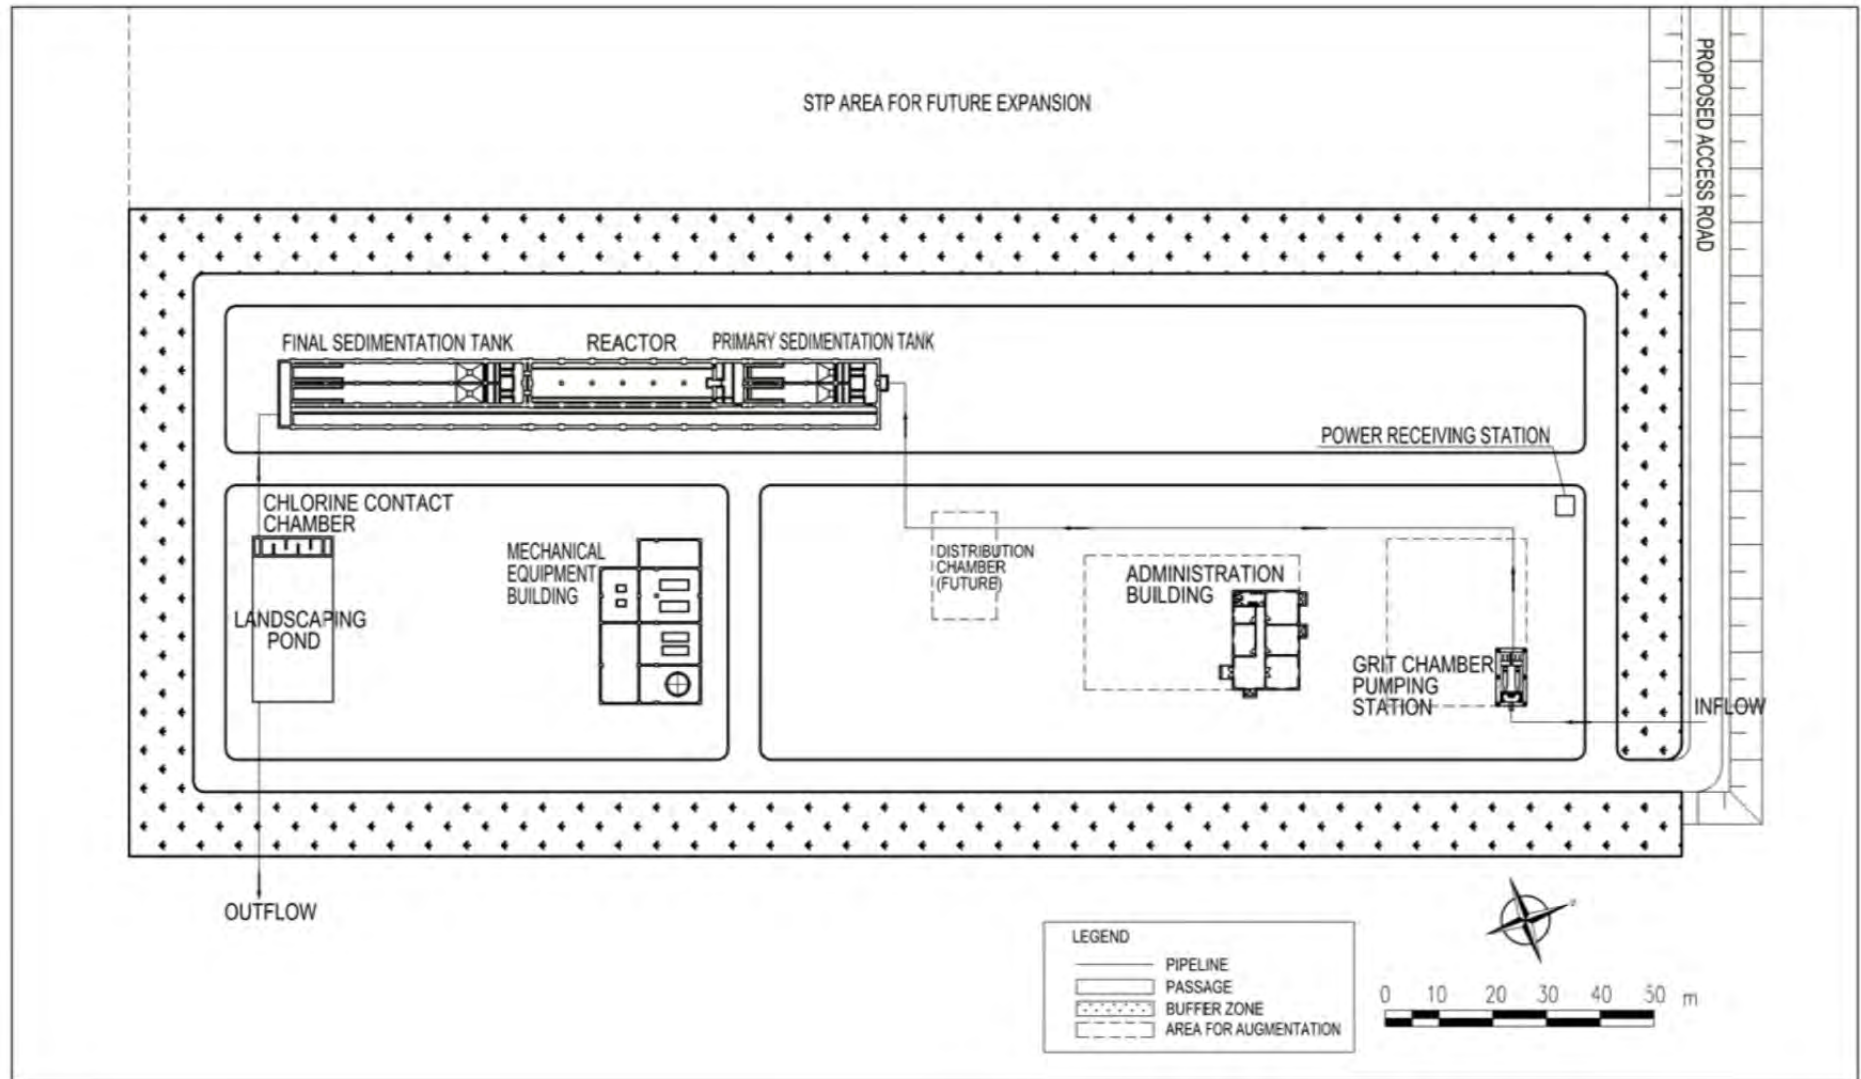 STP AREA FOR FUTURE EXPANSION
PROPOSED ACCESS ROAD
FINAL SEDIMENTATION TANK
REACTOR
PRIMARY SEDIMENTATION TANK
POWER RECEIVING STATION
CHLORINE CONTACT
CHAMBER
MECHANICAL
EQUIPMENT
BUILDING
DISTRIBUTION
CHAMBER
(FUTURE)
ADMINISTRATION
BUILDING
LANDSCAPING
POND
GRIT CHAMBER
PUMPING
STATION
INFLOW
OUTFLOW
LEGEND
PIPELINE
PASSAGE
BUFFER ZONE
AREA FOR AUGMENTATION
0 10 20 30 40 50 m